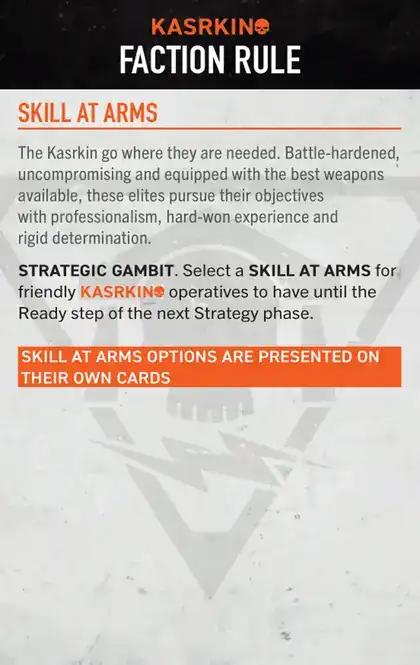 KASRKIN
FACTION RULE
SKILL AT ARMS
The Kasrkin go where they are needed. Battle-hardened,
uncompromising and equipped with the best weapons
available, these elites pursue their objectives
with professionalism, hard-won experience and
rigid determination.
STRATEGIC GAMBIT. Select a SKILL AT ARMS for
friendly KASRKIN operatives to have until the
Ready step of the next Strategy phase.
SKILL AT ARMS OPTIONS ARE PRESENTED ON
THEIR OWN CARDS